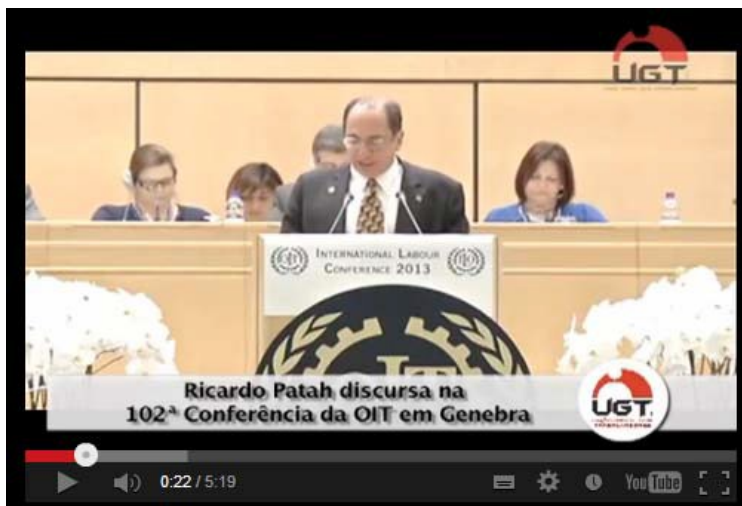 UGT
INTERNATIONAL LABOUR
CONFERENCE 2013
Ricardo Patah discursa na
102ª Conferência da OIT em Genebra
UGT
0:22 / 5:19
YouTube